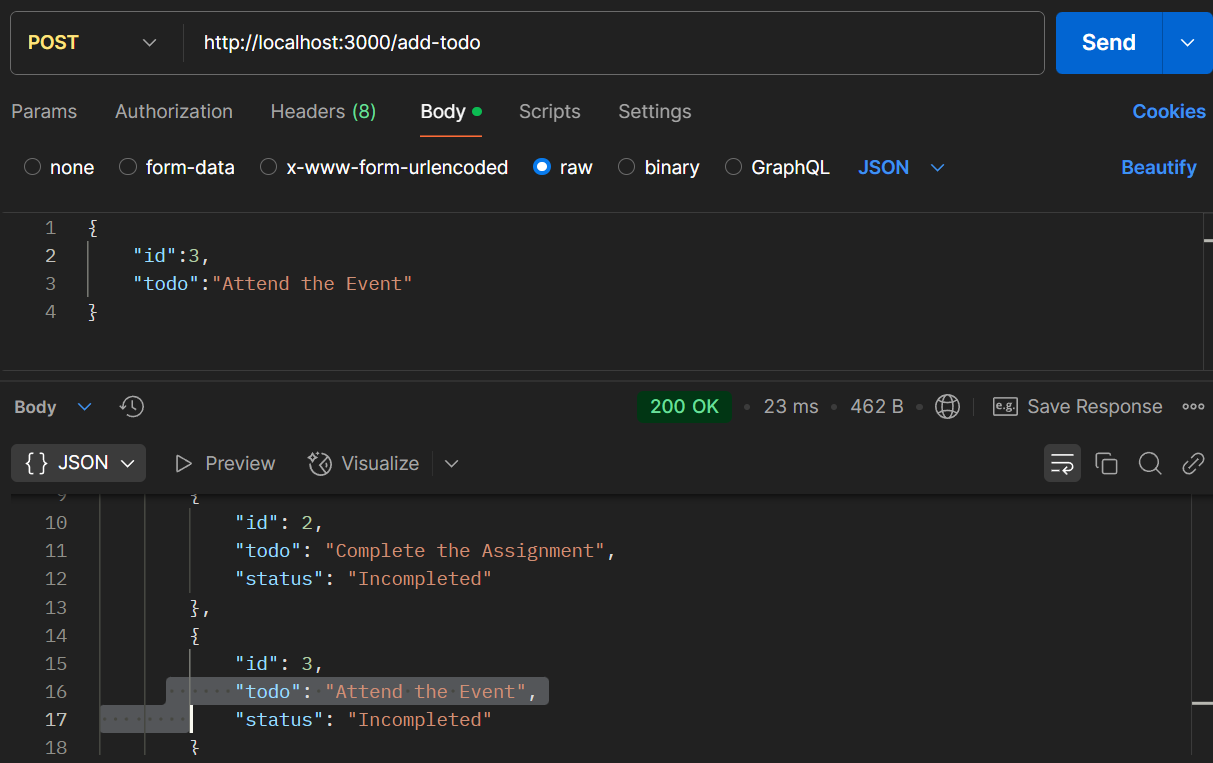 POST http://localhost:3000/add-todo Send
Params Authorization Headers (8) Body Scripts Settings Cookies
none form-data x-www-form-urlencoded raw binary GraphQL JSON Beautify
1 {
2 "id":3,
3 "todo":"Attend the Event"
4 }
Body 200 OK 23 ms 462 B e.g. Save Response
{} JSON Preview Visualize
9 {
10 "id": 2,
11 "todo": "Complete the Assignment",
12 "status": "Incompleted"
13 },
14 {
15 "id": 3,
16 "todo": "Attend the Event",
17 "status": "Incompleted"
18 }